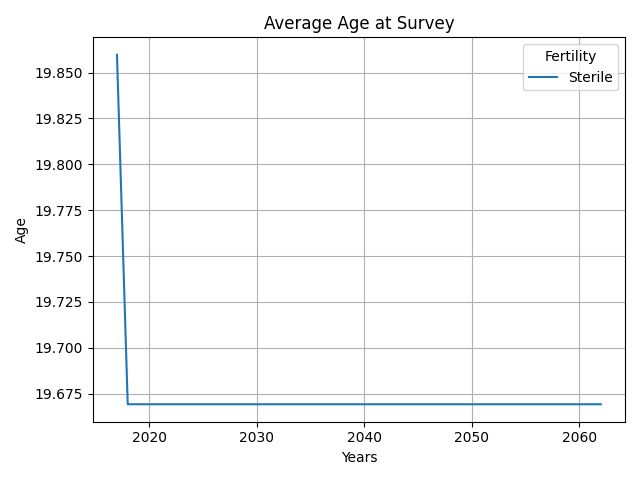 Average Age at Survey
Fertility
Sterile
19.850
19.825
19.800
19.775
19.750
19.725
19.700
19.675
Age
2020 2030 2040 2050 2060
Years